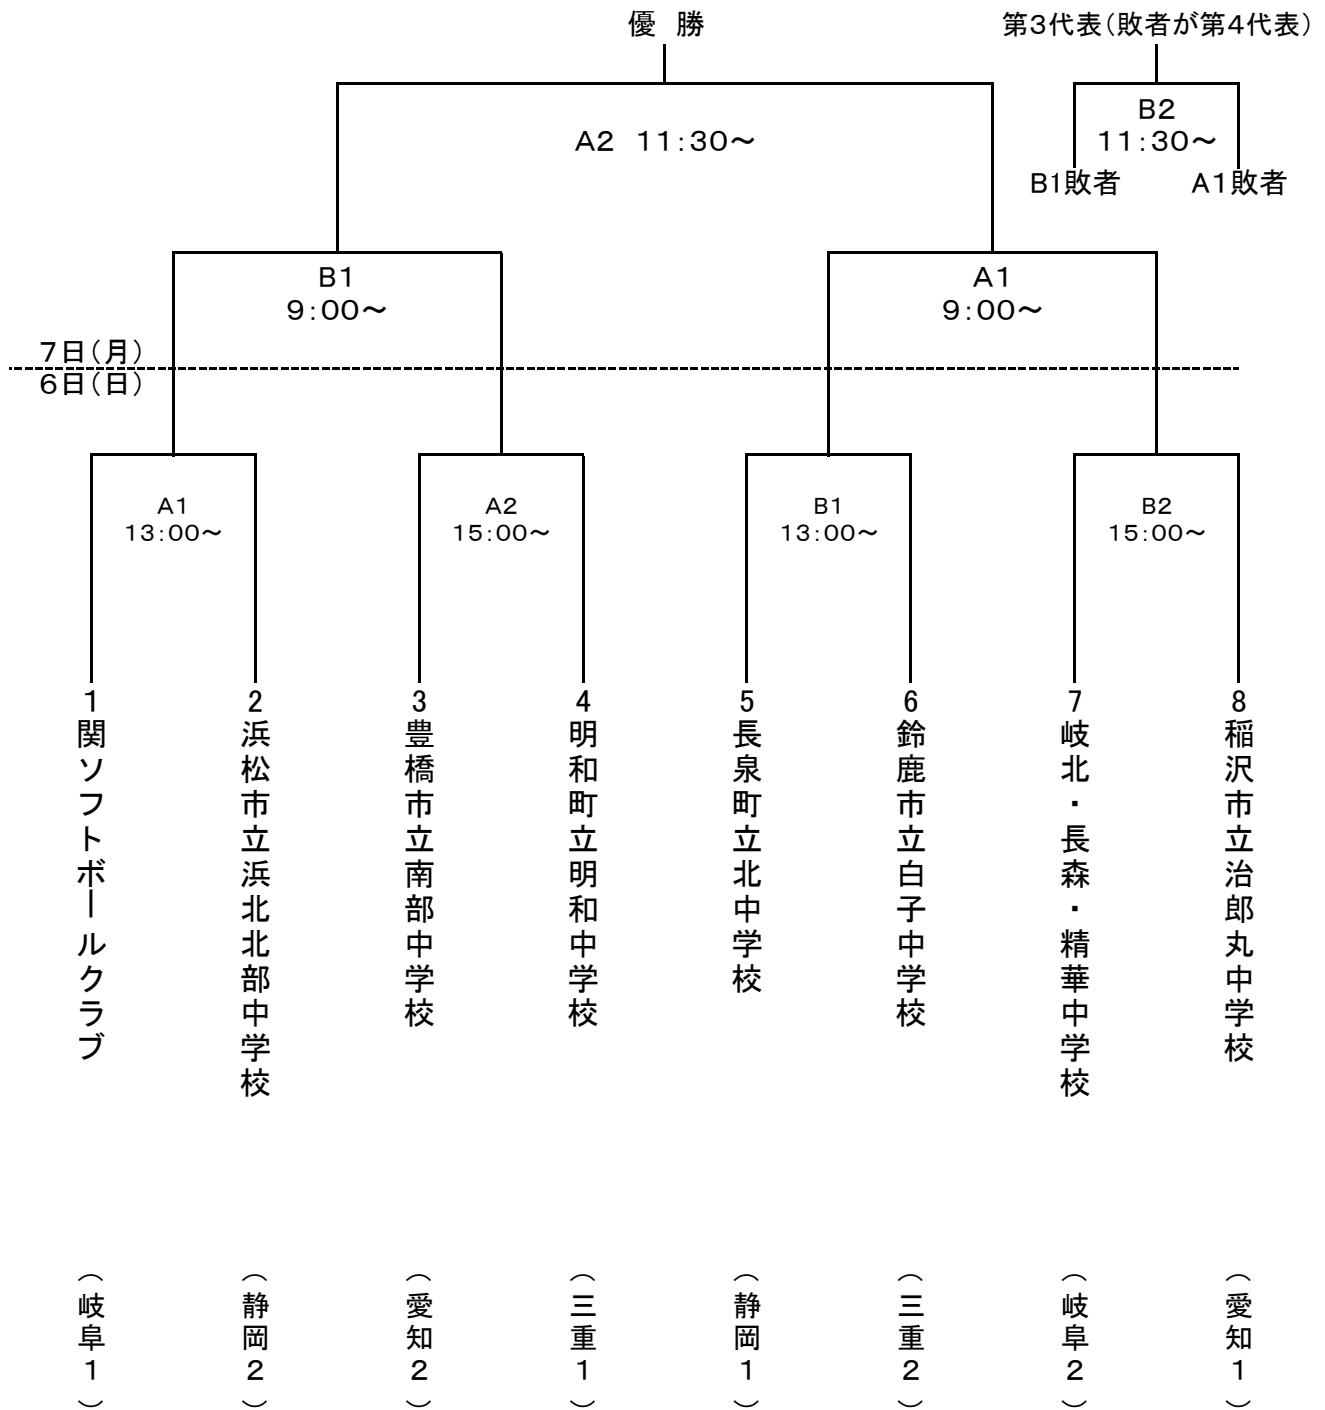 優 勝
第3代表(敗者が第4代表)
A2 11:30~
B2
11:30~
B1敗者
A1敗者
B1
9:00~
A1
9:00~
7日(月)
6日(日)
A1
13:00~
A2
15:00~
B1
13:00~
B2
15:00~
1
関ソフトボールクラブ
(岐阜1)
2
浜松市立浜北北部中学校
(静岡2)
3
豊橋市立南部中学校
(愛知2)
4
明和町立明和中学校
(三重1)
5
長泉町立北中学校
(静岡1)
6
鈴鹿市立白子中学校
(三重2)
7
岐北・長森・精華中学校
(岐阜2)
8
稲沢市立治郎丸中学校
(愛知1)